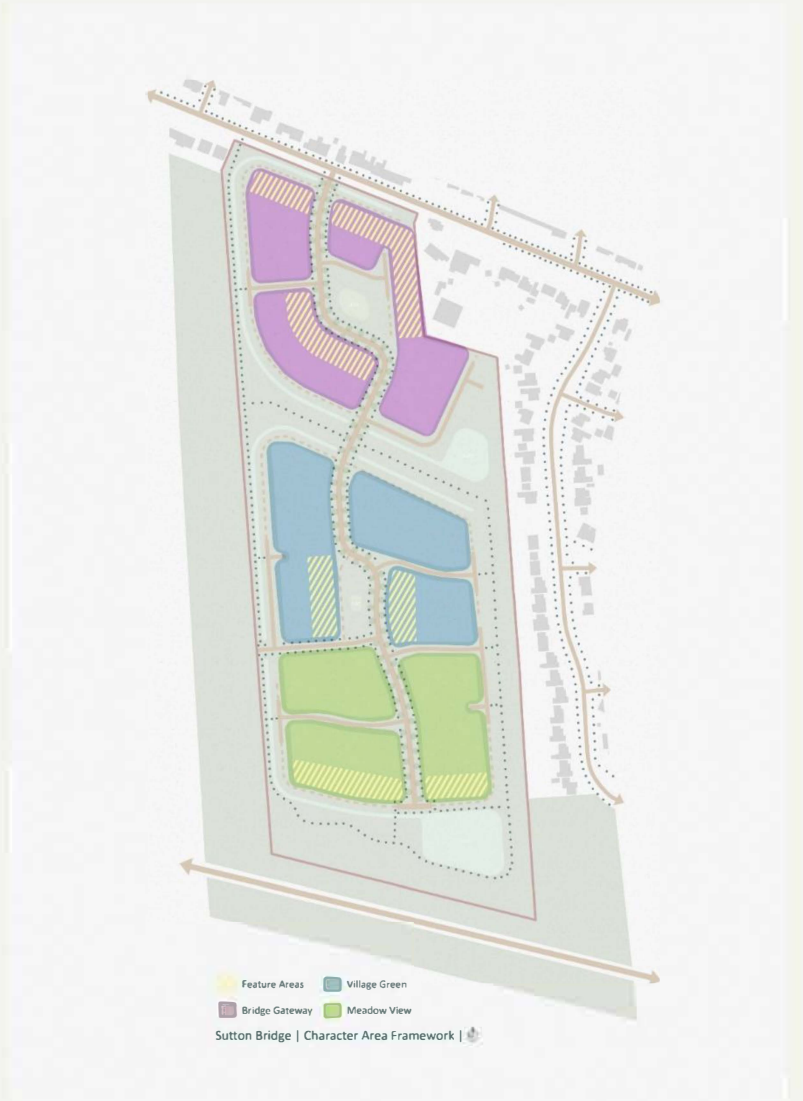 Feature Areas
Village Green
Bridge Gateway
Meadow View
Sutton Bridge | Character Area Framework |